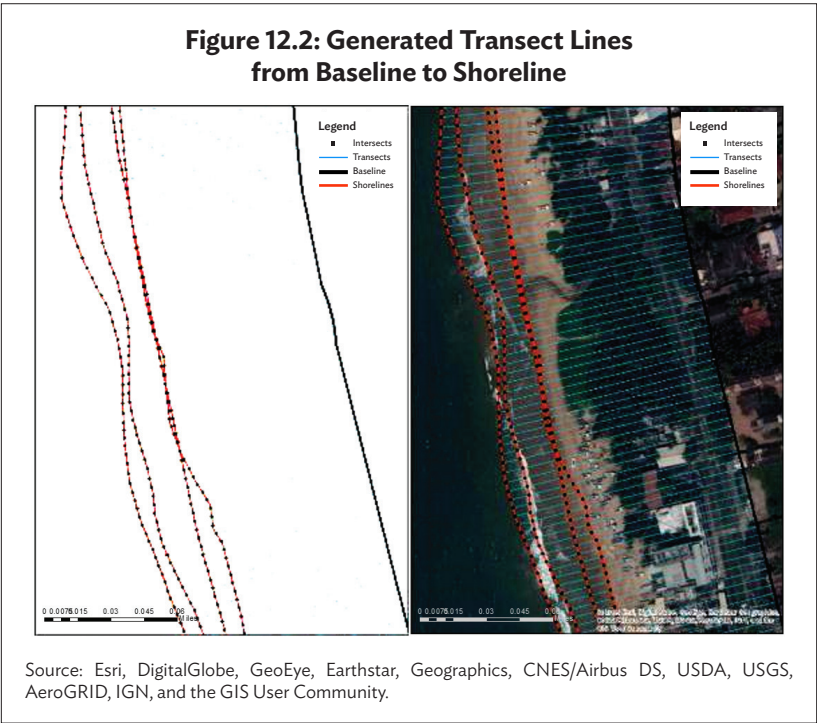 Figure 12.2: Generated Transect Lines
from Baseline to Shoreline
Legend
Intersects
Transects
Baseline
Shorelines
0 0.0075 0.015 0.03 0.045 0.06
Miles
Legend
Intersects
Transects
Baseline
Shorelines
0 0.0075 0.015 0.03 0.045 0.06
Miles
Source: Esri, DigitalGlobe, GeoEye, Earthstar, Geographics, CNES/Airbus DS, USDA, USGS,
AeroGRID, IGN, and the GIS User Community.